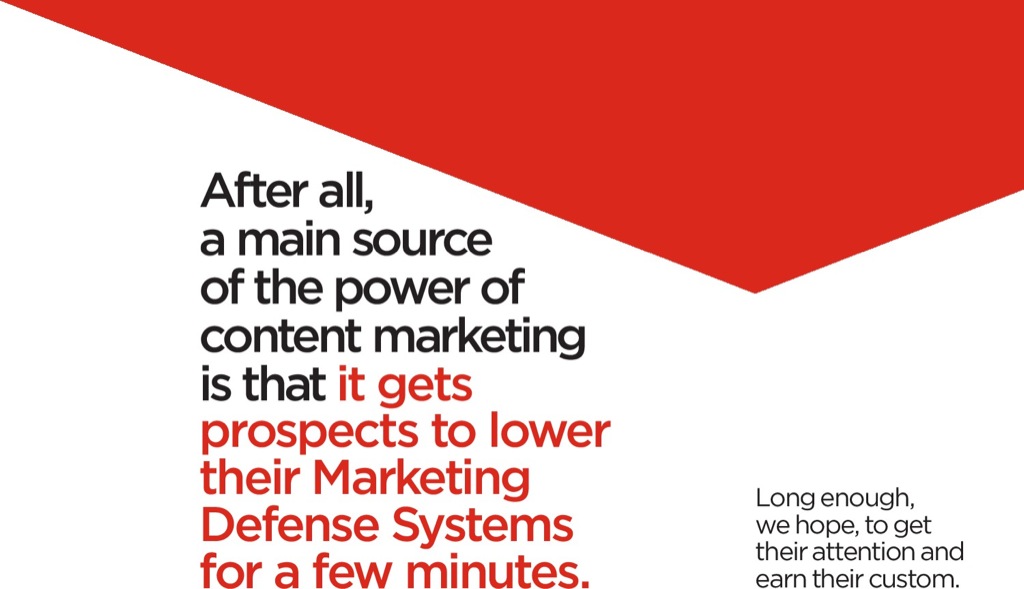 After all,
a main source
of the power of
content marketing
is that it gets
prospects to lower
their Marketing
Defense Systems
for a few minutes.
Long enough,
we hope, to get
their attention and
earn their custom.